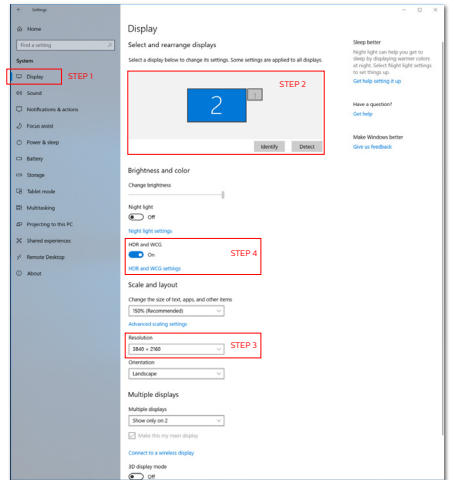 Settings
Home
Find a setting
System
Display
STEP 1
Sound
Notifications & actions
Focus assist
Power & sleep
Battery
Storage
Tablet mode
Multitasking
Projecting to this PC
Shared experiences
Remote Desktop
About
Display
Select and rearrange displays
Select a display below to change its settings. Some settings are applied to all displays.
STEP 2
2
1
Identify
Detect
Brightness and color
Change brightness
Night light
Off
Night light settings
HDR and WCG
On
STEP 4
HDR and WCG settings
Scale and layout
Change the size of text, apps, and other items
150% (Recommended)
Advanced scaling settings
Resolution
3840 × 2160
STEP 3
Orientation
Landscape
Multiple displays
Multiple displays
Show only on 2
Make this my main display
Connect to a wireless display
3D display mode
Off
Sleep better
Night light can help you get to
sleep by displaying warmer colors
at night. Select Night light settings
to set things up.
Get help setting it up
Have a question?
Get help
Make Windows better
Give us feedback